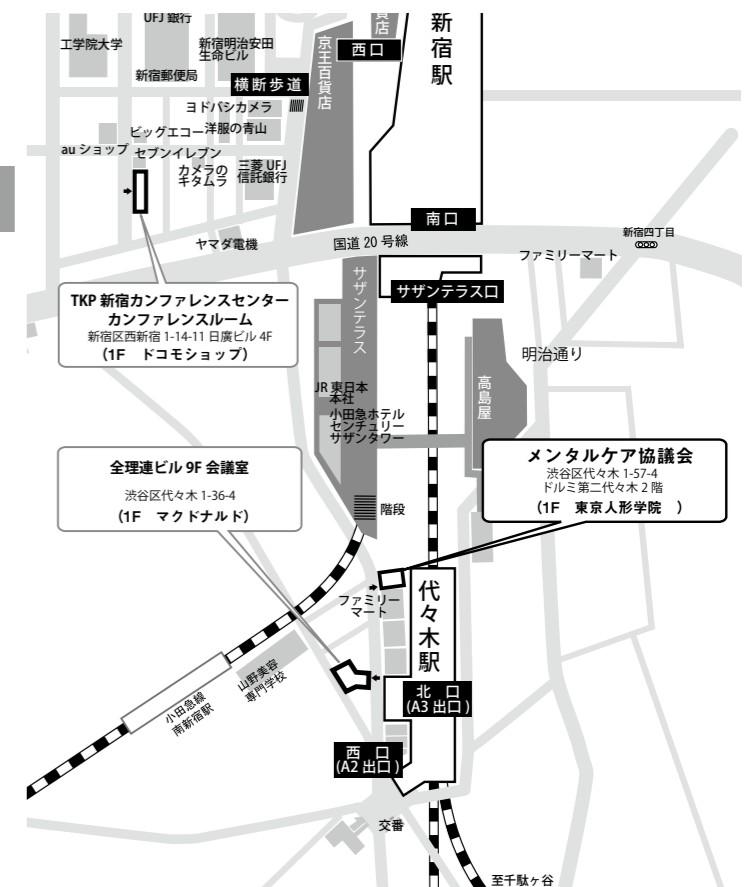 UFJ 銀行
工学院大学
新宿明治安田
生命ビル
新宿郵便局
京王百貨店
貨店
西口
新宿駅
横断歩道
ヨドバシカメラ
ビッグエコー
洋服の青山
au ショップ
セブンイレブン
カメラの
キタムラ
三菱 UFJ
信託銀行
南口
ヤマダ電機
国道 20 号線
新宿四丁目
ファミリーマート
サザンテラス
サザンテラス口
TKP 新宿カンファレンスセンター
カンファレンスルーム
新宿区西新宿 1-14-11 日廣ビル 4F
(1F ドコモショップ)
明治通り
高島屋
JR 東日本
本社
小田急ホテル
センチュリー
サザンタワー
全理連ビル 9F 会議室
渋谷区代々木 1-36-4
(1F マクドナルド)
メンタルケア協議会
渋谷区代々木 1-57-4
ドルミ第二代々木 2 階
(1F 東京人形学院 )
階段
ファミリー
マート
代々木駅
山野美容
専門学校
小田急線
南新宿駅
北 口
(A3 出口 )
西 口
(A2 出口 )
交番
至千駄ヶ谷